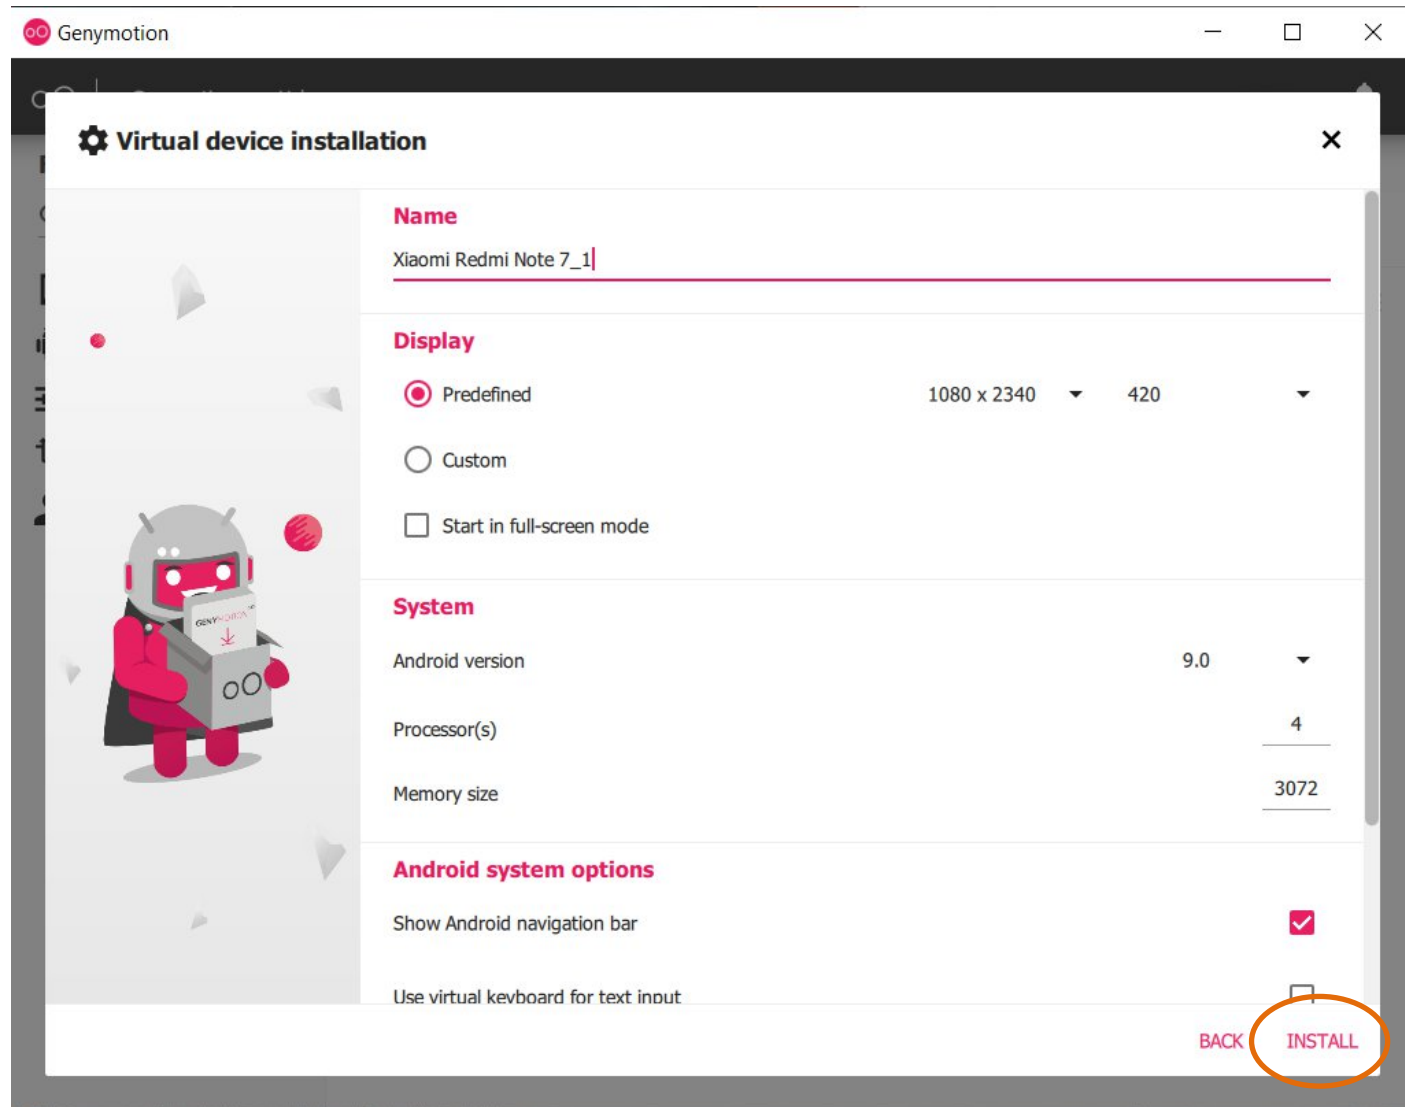 Genymotion
Virtual device installation
Name
Xiaomi Redmi Note 7_1
Display
Predefined 1080 x 2340 420
Custom
Start in full-screen mode
System
Android version 9.0
Processor(s) 4
Memory size 3072
Android system options
Show Android navigation bar
Use virtual keyboard for text input
BACK INSTALL